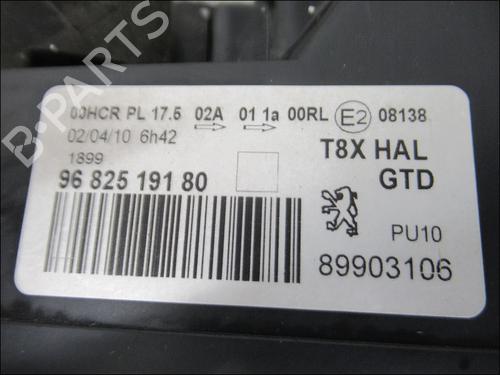 00HCR PL 17.5 02A 01 1a 00RL E2 08138
02/04/10 6h42
1899
96 825 191 80
T8X HAL
GTD
PU10
89903106
B-PARTS